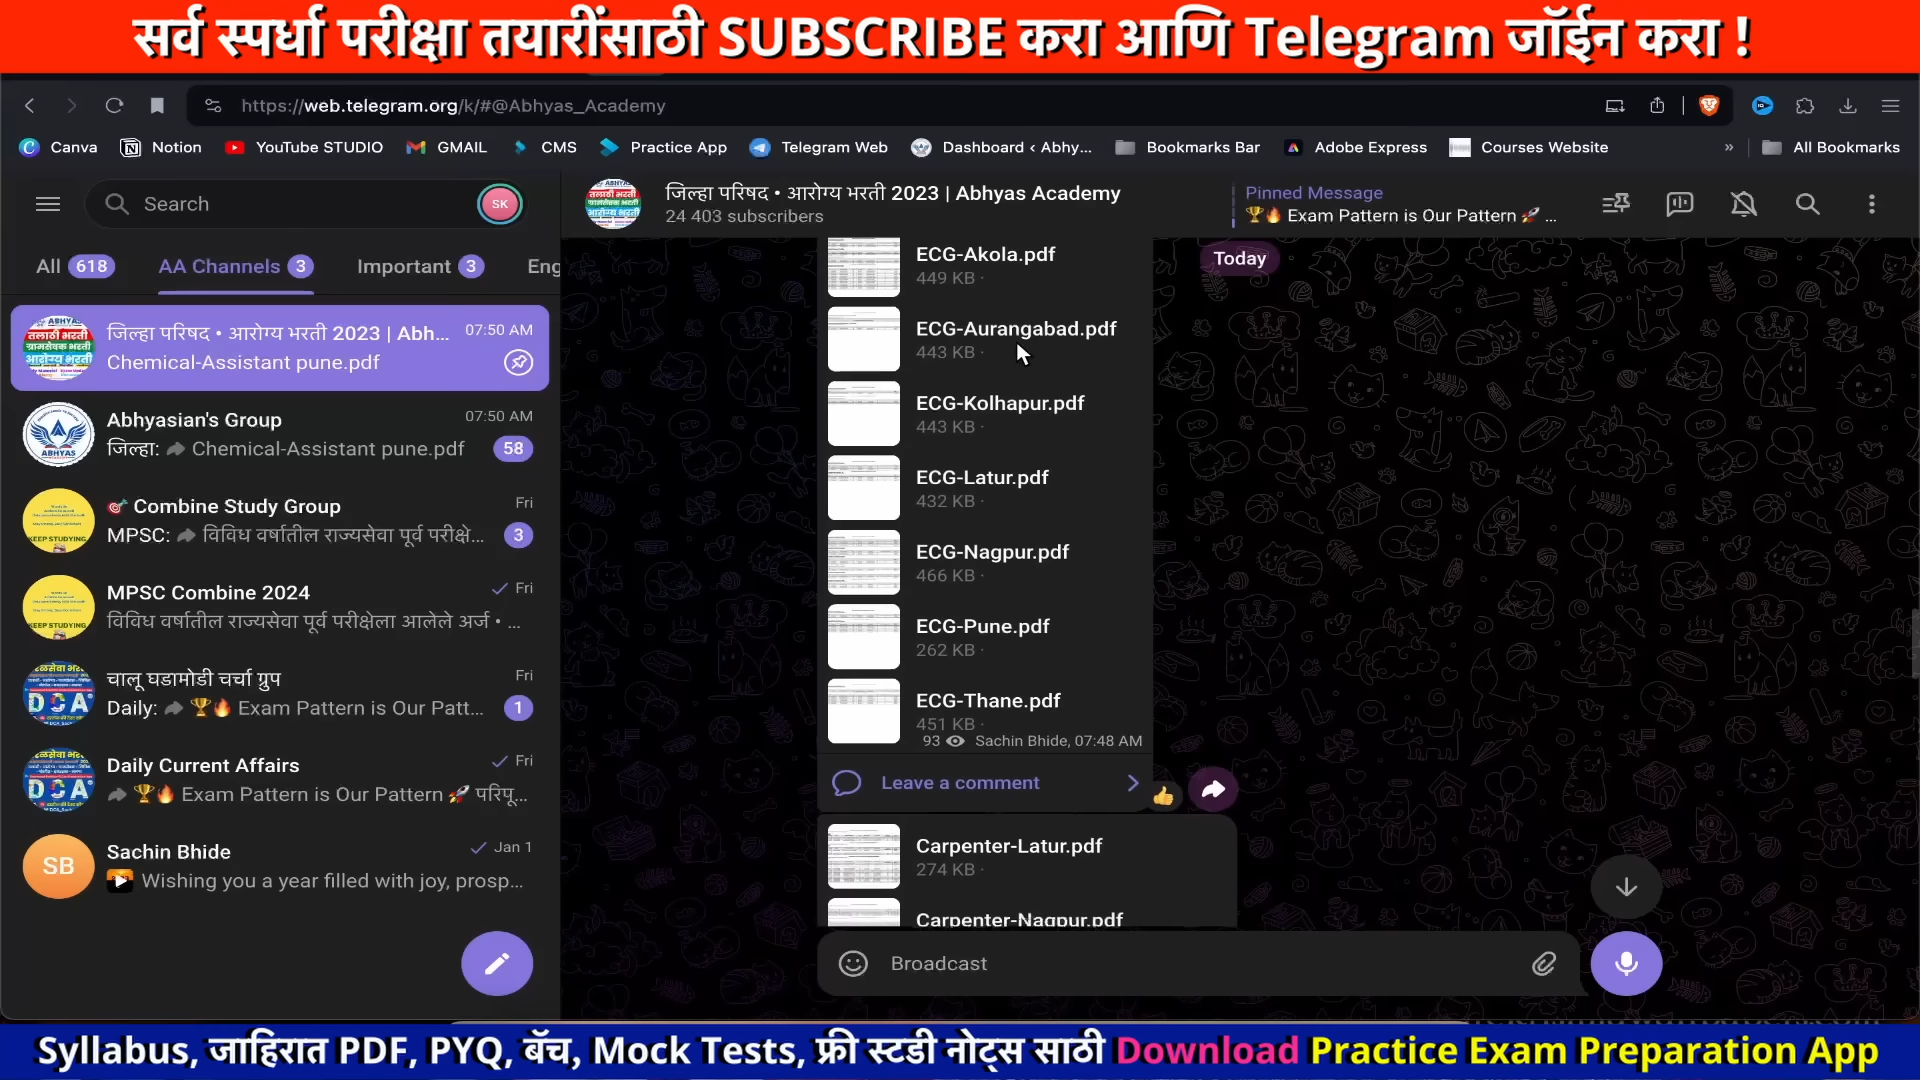 सर्व स्पर्धा परीक्षा तयारींसाठी SUBSCRIBE करा आणि Telegram जॉईन करा !
https://web.telegram.org/k/#@Abhyas_Academy
Canva Notion YouTube STUDIO GMAIL CMS Practice App Telegram Web Dashboard < Abhy... Bookmarks Bar Adobe Express Courses Website » All Bookmarks
Search
SK
All 618 AA Channels 3 Important 3 Eng
जिल्हा परिषद • आरोग्य भरती 2023 | Abh... 07:50 AM
Chemical-Assistant pune.pdf
Abhyasian's Group 07:50 AM
जिल्हा: Chemical-Assistant pune.pdf 58
Combine Study Group Fri
MPSC: विविध वर्षातील राज्यसेवा पूर्व परीक्षे... 3
MPSC Combine 2024 Fri
विविध वर्षातील राज्यसेवा पूर्व परीक्षेला आलेले अर्ज • ...
चालू घडामोडी चर्चा ग्रुप Fri
Daily: 🏆🔥 Exam Pattern is Our Patt... 1
Daily Current Affairs Fri
🏆🔥 Exam Pattern is Our Pattern 🚀 परिपू...
SB
Sachin Bhide Jan 1
Wishing you a year filled with joy, prosp...
जिल्हा परिषद • आरोग्य भरती 2023 | Abhyas Academy
24 403 subscribers
Pinned Message
🏆🔥 Exam Pattern is Our Pattern 🚀 ...
Today
ECG-Akola.pdf
449 KB ·
ECG-Aurangabad.pdf
443 KB ·
ECG-Kolhapur.pdf
443 KB ·
ECG-Latur.pdf
432 KB ·
ECG-Nagpur.pdf
466 KB ·
ECG-Pune.pdf
262 KB ·
ECG-Thane.pdf
451 KB ·
93 Sachin Bhide, 07:48 AM
Leave a comment
Carpenter-Latur.pdf
274 KB ·
Carpenter-Nagpur.pdf
Broadcast
Syllabus, जाहिरात PDF, PYQ, बॅच, Mock Tests, फ्री स्टडी नोट्स साठी Download Practice Exam Preparation App